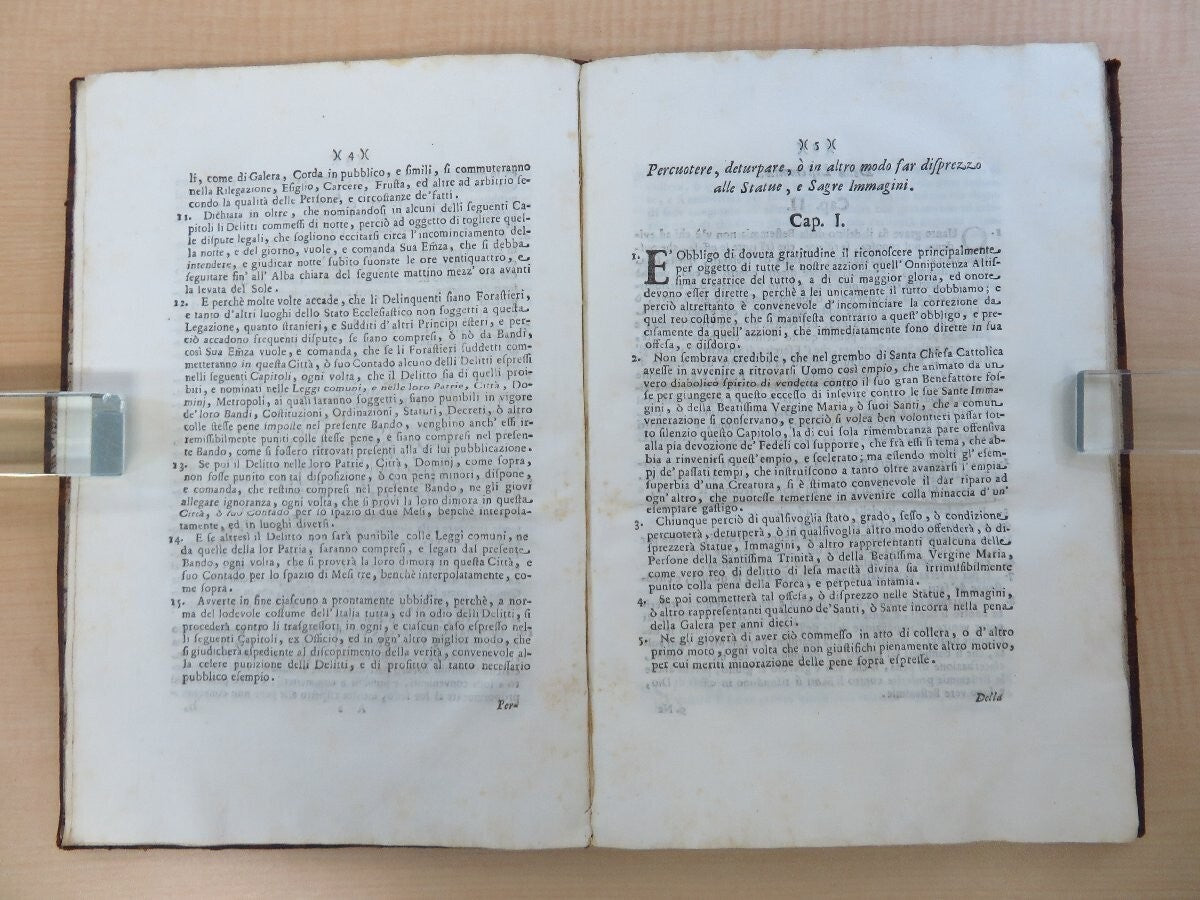 )( 4 )(
li, come di Galera, Corda in pubblico, e simili, si commuteranno
nella Rilegazione, Esiglio, Carcere, Frusta, ed altre ad arbitrio se-
condo la qualità delle Persone, e circostanze de' fatti.
11. Dichiara in oltre, che nominandosi in alcuni delli seguenti Ca-
pitoli li Delitti commessi di notte, perciò ad oggetto di togliere quel-
le dispute legali, che sogliono eccitarsi circa l'incominciamento del-
la notte, e del giorno, vuole, e comanda Sua Em̃za, che si debba
intendere, e giudicar notte subito suonate le ore ventiquattro, e
seguitare fin' all' Alba chiara del seguente mattino mezz' ora avanti
la levata del Sole.
12. E perchè molte volte accade, che li Delinquenti siano Forastieri,
e tanto d'altri luoghi dello Stato Ecclesiastico non soggetti a questa
Legazione, quanto stranieri, e Sudditi d'altri Principi esteri, e per-
ciò accadono frequenti dispute, se siano compresi, ò nò da Bandi,
così Sua Em̃za vuole, e comanda, che se li Forastieri suddetti com-
metteranno in questa Città, ò suo Contado alcuno delli Delitti espressi
nelli seguenti Capitoli, ogni volta, che il Delitto sia di quelli proi-
biti, e nominati nelle Leggi comuni, e nelle loro Patrie, Città, Do-
minj, Metropoli, ai quali saranno soggetti, siano punibili in vigore
de'loro Bandi, Costituzioni, Ordinazioni, Statuti, Decreti, ò altro
colle stesse pene imposte nel presente Bando, venghino anch' essi ir-
remissibilmente puniti colle stesse pene, e siano compresi nel presen-
te Bando, come si fossero ritrovati presenti alla di lui pubblicazione.
13. Se poi il Delitto nelle loro Patrie, Città, Dominj, come sopra,
non fosse punito con tal disposizione, ò con pene minori, dispone,
e comanda, che restino compresi nel presente Bando, ne gli giovi
allegare ignoranza, ogni volta, che si provi la loro dimora in questa
Città, ò suo Contado per lo spazio di due Mesi, benchè interpola-
tamente, ed in luoghi diversi.
14. E se altresì il Delitto non sarà punibile colle Leggi comuni, ne
da quelle della lor Patria, saranno compresi, e legati dal presente
Bando, ogni volta, che si proverà la loro dimora in questa Città, e
suo Contado per lo spazio di Mesi tre, benchè interpolatamente, co-
me sopra.
15. Avverte in fine ciascuno a prontamente ubbidire, perchè, a nor-
ma del lodevole costume dell' Italia tutta, ed in odio delli Delitti, si
procederà contro li trasgressori, in ogni, e ciascun caso espresso nel-
li seguenti Capitoli, ex Officio, ed in ogn' altro miglior modo, che
si giudicherà espediente al discoprimento della verità, convenevole al-
la celere punizione delli Delitti, e di profitto al tanto necessario
pubblico esempio.
Per-
)( 5 )(
Percuotere, deturpare, ò in altro modo far disprezzo
alle Statue, e Sagre Immagini.
Cap. I.
1. E' Obbligo di dovuta gratitudine il riconoscere principalmente
per oggetto di tutte le nostre azzioni quell' Onnipotenza Altis-
sima creatrice del tutto, a di cui maggior gloria, ed onore
devono esser dirette, perchè a lei unicamente il tutto dobbiamo; e
perciò altrettanto è convenevole d'incominciare la correzione da
quel reo costume, che si manifesta contrario a quest' obbligo, e pre-
cisamente da quell' azzioni, che immediatamente sono dirette in sua
offesa, e disdoro.
2. Non sembrava credibile, che nel grembo di Santa Chiesa Cattolica
avesse in avvenire a ritrovarsi Uomo così empio, che animato da un
vero diabolico spirito di vendetta contro il suo gran Benefattore fos-
se per giungere a questo eccesso di insevire contro le sue Sante Imma-
gini, ò della Beatissima Vergine Maria, ò suoi Santi, che a comun
venerazione si conservano, e perciò si volea ben volontieri passar sot-
to silenzio questo Capitolo, la di cui sola rimembranza pare offensiva
alla pia devozione de' Fedeli col supporre, che frà essi si tema, che ab-
bia a rinvenirsi quest' empio, e scelerato; ma essendo molti gl' esem-
pj de' passati tempi, che instruiscono a tanto oltre avanzarsi l' empia
superbia d'una Creatura, si è stimato convenevole il dar riparo ad
ogn' altro, che puotesse temersene in avvenire colla minaccia d' un'
esemplare gastigo.
3. Chiunque perciò di qualsivoglia stato, grado, sesso, ò condizione
percuoterà, deturperà, ò in qualsivoglia altro modo offenderà, ò di-
sprezzerà Statue, Immagini, ò altro rappresentanti qualcuna delle
Persone della Santissima Trinità, ò della Beatissima Vergine Maria,
come vero reo di delitto di lesa maestà divina sia irrmissibilmente
punito colla pena della Forca, e perpetua infamia.
4. Se poi commetterà tal offesa, ò disprezzo nelle Statue, Immagini,
ò altro rappresentanti qualcuno de' Santi, ò Sante incorra nella pena
della Galera per anni dieci.
5. Ne gli gioverà di aver ciò commesso in atto di collera, o d'altro
primo moto, ogni volta che non giustifichi pienamente altro motivo,
per cui meriti minorazione delle pene sopra espresse.
Della